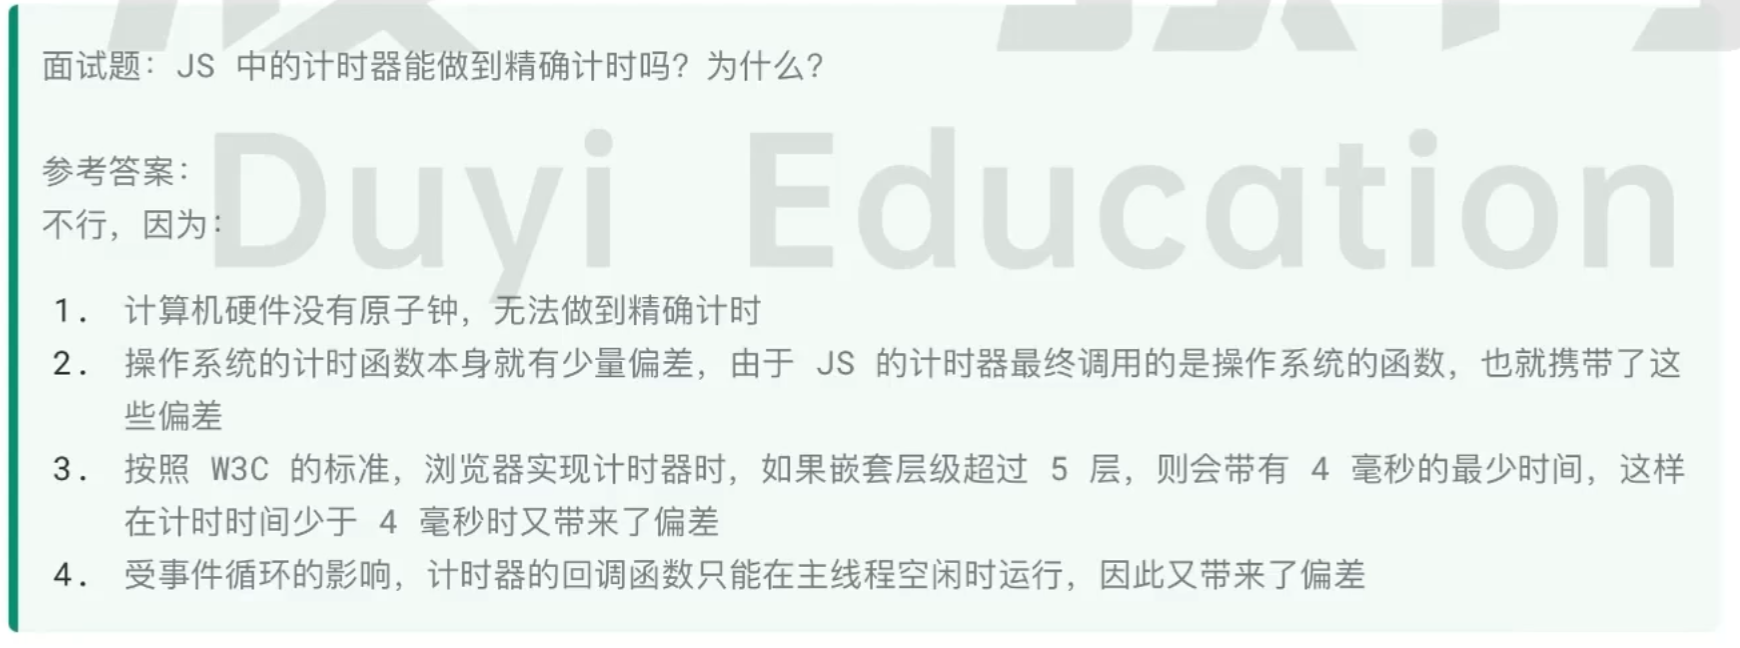 面试题：JS 中的计时器能做到精确计时吗？为什么？
Duyi Education
参考答案：
不行，因为：
1. 计算机硬件没有原子钟，无法做到精确计时
2. 操作系统的计时函数本身就有少量偏差，由于 JS 的计时器最终调用的是操作系统的函数，也就携带了这
些偏差
3. 按照 W3C 的标准，浏览器实现计时器时，如果嵌套层级超过 5 层，则会带有 4 毫秒的最少时间，这样
在计时时间少于 4 毫秒时又带来了偏差
4. 受事件循环的影响，计时器的回调函数只能在主线程空闲时运行，因此又带来了偏差